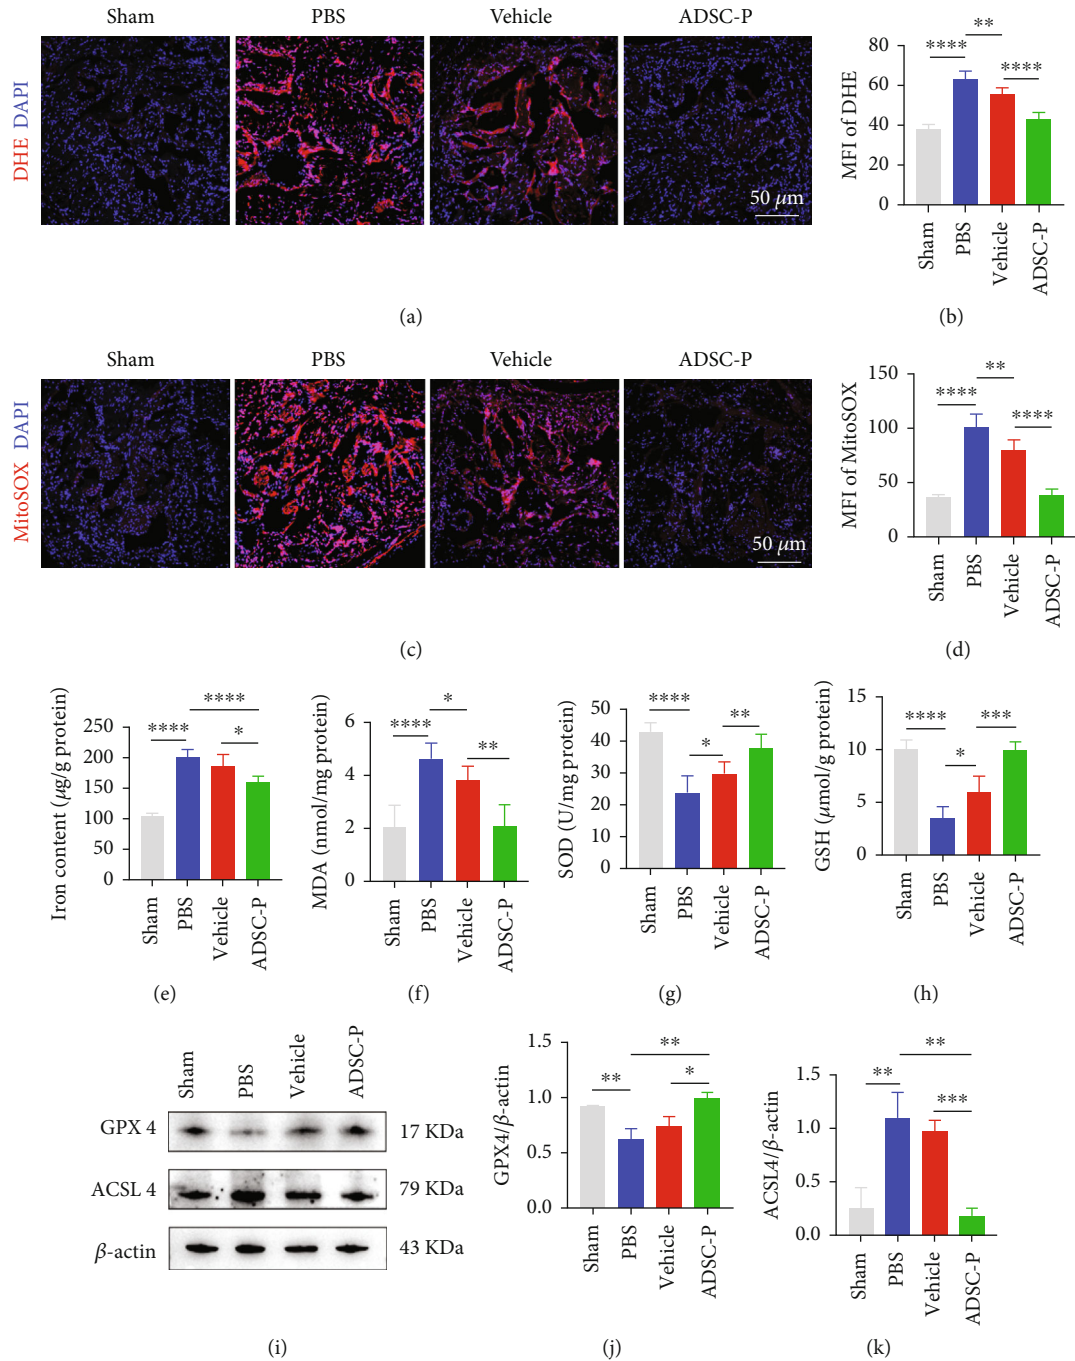 Sham PBS Vehicle ADSC-P
DHE DAPI
50 μm
(a)
MFI of DHE
80
60
40
20
0
****
**
****
Sham PBS Vehicle ADSC-P
(b)
Sham PBS Vehicle ADSC-P
MitoSOX DAPI
50 μm
(c)
MFI of MitoSOX
150
100
50
0
****
**
****
Sham PBS Vehicle ADSC-P
(d)
Iron content (μg/g protein)
250
200
150
100
50
0
****
****
*
Sham PBS Vehicle ADSC-P
(e)
MDA (nmol/mg protein)
6
4
2
0
****
*
**
Sham PBS Vehicle ADSC-P
(f)
SOD (U/mg protein)
50
40
30
20
10
0
****
*
**
Sham PBS Vehicle ADSC-P
(g)
GSH (μmol/g protein)
15
10
5
0
****
*
***
Sham PBS Vehicle ADSC-P
(h)
Sham PBS Vehicle ADSC-P
GPX 4 17 KDa
ACSL 4 79 KDa
β-actin 43 KDa
(i)
GPX4/β-actin
1.5
1.0
0.5
0.0
**
**
*
Sham PBS Vehicle ADSC-P
(j)
ACSL4/β-actin
1.5
1.0
0.5
0.0
**
**
***
Sham PBS Vehicle ADSC-P
(k)